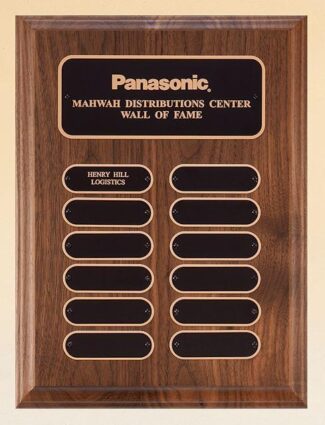 Panasonic.
MAHWAH DISTRIBUTIONS CENTER
WALL OF FAME
HENRY HILL
LOGISTICS